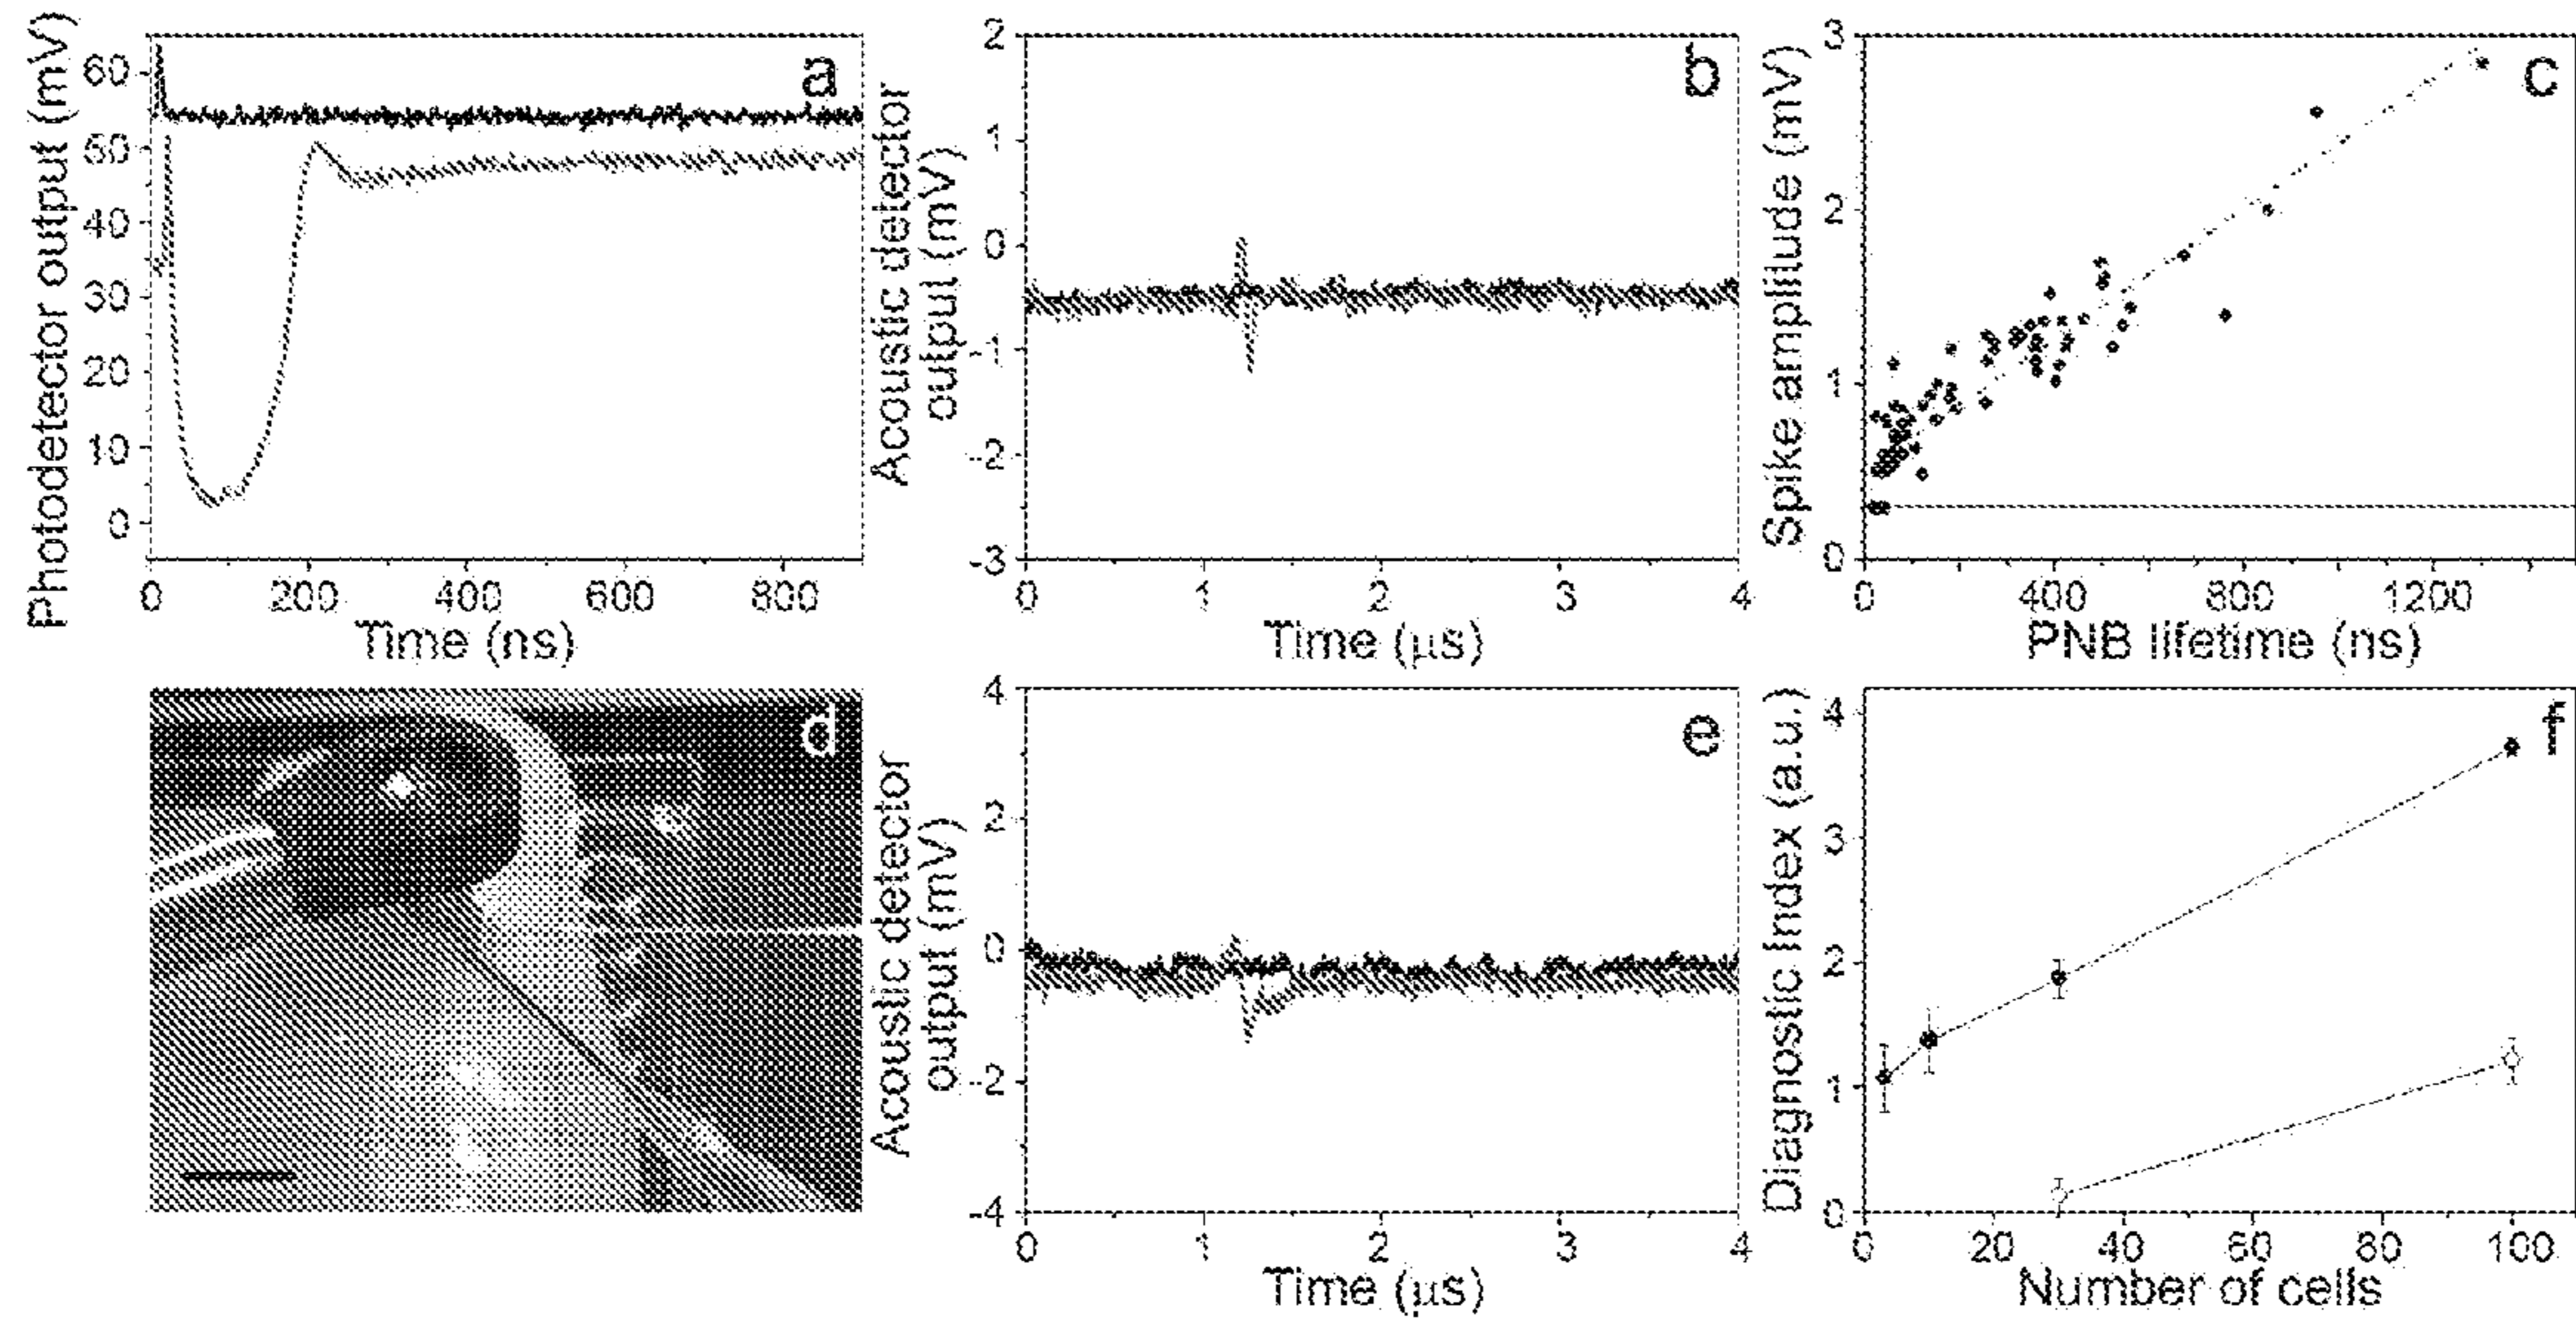 a
Photodetector output (mV)
60
50
40
30
20
10
0
0 200 400 600 800
Time (ns)
b
Acoustic detector
output (mV)
2
1
0
-1
-2
-3
0 1 2 3 4
Time (μs)
c
Spike amplitude (mV)
3
2
1
0
0 400 800 1200
PNB lifetime (ns)
d
e
Acoustic detector
output (mV)
4
2
0
-2
-4
0 1 2 3 4
Time (μs)
f
Diagnostic Index (a.u.)
4
3
2
1
0
0 20 40 60 80 100
Number of cells